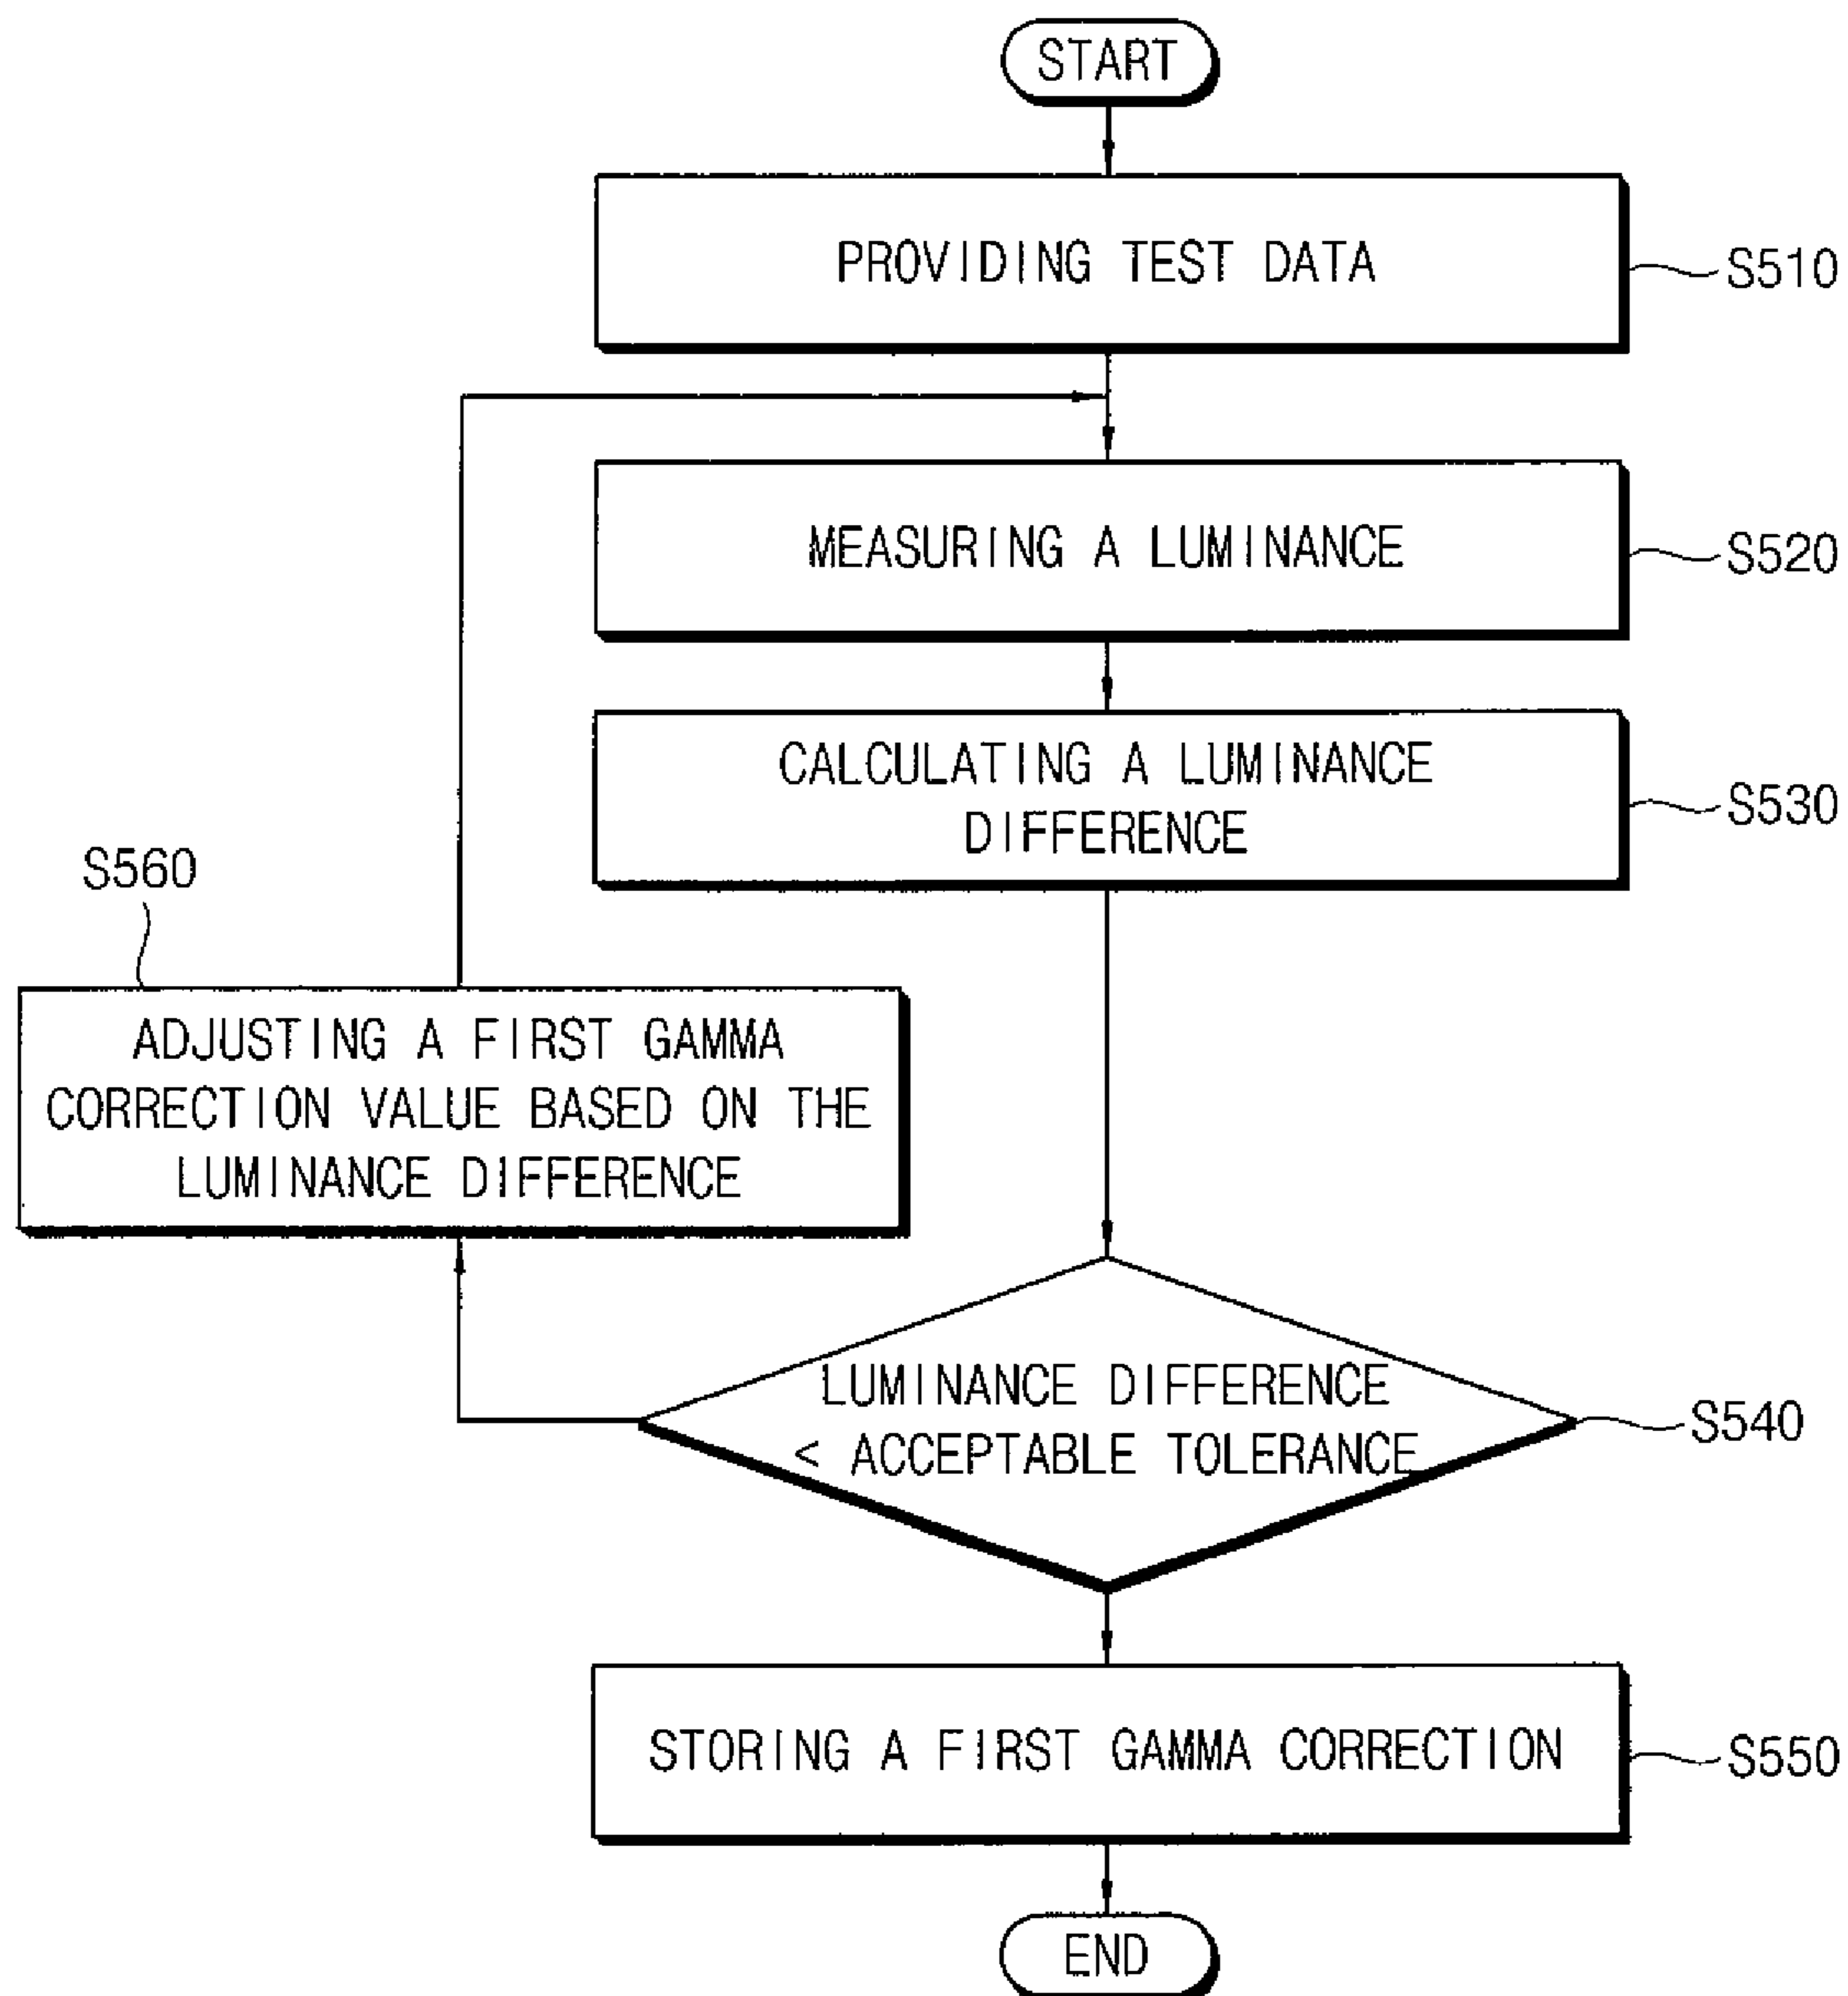 START
PROVIDING TEST DATA
S510
MEASURING A LUMINANCE
S520
CALCULATING A LUMINANCE
DIFFERENCE
S530
S560
ADJUSTING A FIRST GAMMA
CORRECTION VALUE BASED ON THE
LUMINANCE DIFFERENCE
LUMINANCE DIFFERENCE
< ACCEPTABLE TOLERANCE
S540
STORING A FIRST GAMMA CORRECTION
S550
END